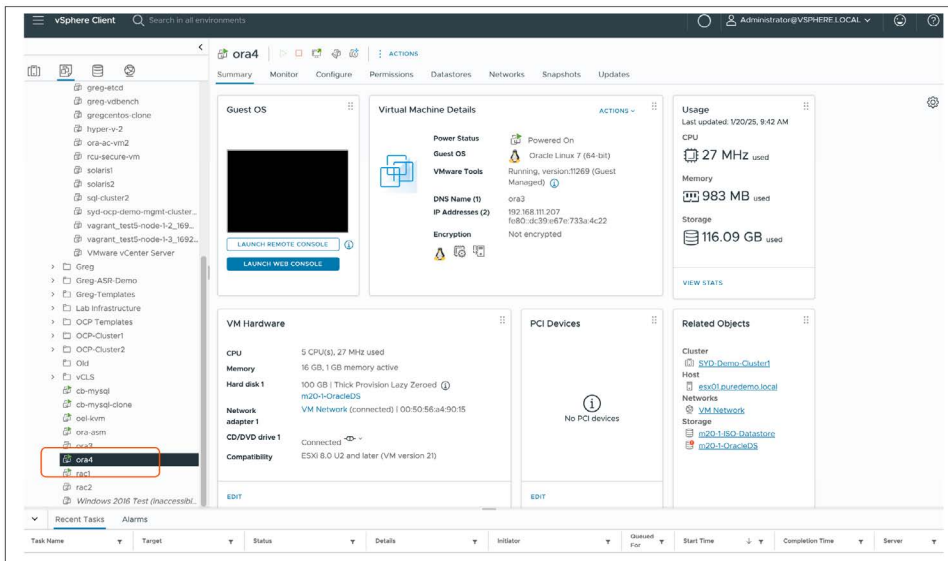 vSphere Client
Search in all environments
Administrator@VSPHERE.LOCAL
greg-etcd
greg-vdbench
gregcentos-clone
hyper-v-2
ora-ac-vm2
rcu-secure-vm
solaris1
solaris2
sql-cluster2
syd-ocp-demo-mgmt-cluster...
vagrant_test5-node-1-2_169...
vagrant_test5-node-1-3_1692...
VMware vCenter Server
Greg
Greg-ASR-Demo
Greg-Templates
Lab Infrastructure
OCP Templates
OCP-Cluster1
OCP-Cluster2
Old
vCLS
cb-mysql
cb-mysql-clone
oel-kvm
ora-asm
ora3
ora4
rac1
rac2
Windows 2016 Test (Inaccessibl...
ora4
ACTIONS
Summary Monitor Configure Permissions Datastores Networks Snapshots Updates
Guest OS
LAUNCH REMOTE CONSOLE
LAUNCH WEB CONSOLE
Virtual Machine Details
ACTIONS
Power Status Powered On
Guest OS Oracle Linux 7 (64-bit)
VMware Tools Running, version:11269 (Guest
Managed)
DNS Name (1) ora3
IP Addresses (2) 192.168.111.207
fe80::dc39:e67e:733a:4c22
Encryption Not encrypted
Usage
Last updated: 1/20/25, 9:42 AM
CPU
27 MHz used
Memory
983 MB used
Storage
116.09 GB used
VIEW STATS
VM Hardware
CPU 5 CPU(s), 27 MHz used
Memory 16 GB, 1 GB memory active
Hard disk 1 100 GB | Thick Provision Lazy Zeroed
m20-1-OracleDS
Network adapter 1 VM Network (connected) | 00:50:56:a4:90:15
CD/DVD drive 1 Connected
Compatibility ESXi 8.0 U2 and later (VM version 21)
EDIT
PCI Devices
No PCI devices
EDIT
Related Objects
Cluster
SYD-Demo-Cluster1
Host
esx01.puredemo.local
Networks
VM Network
Storage
m20-1-ISO-Datastore
m20-1-OracleDS
Recent Tasks Alarms
Task Name Target Status Details Initiator Queued For Start Time Completion Time Server